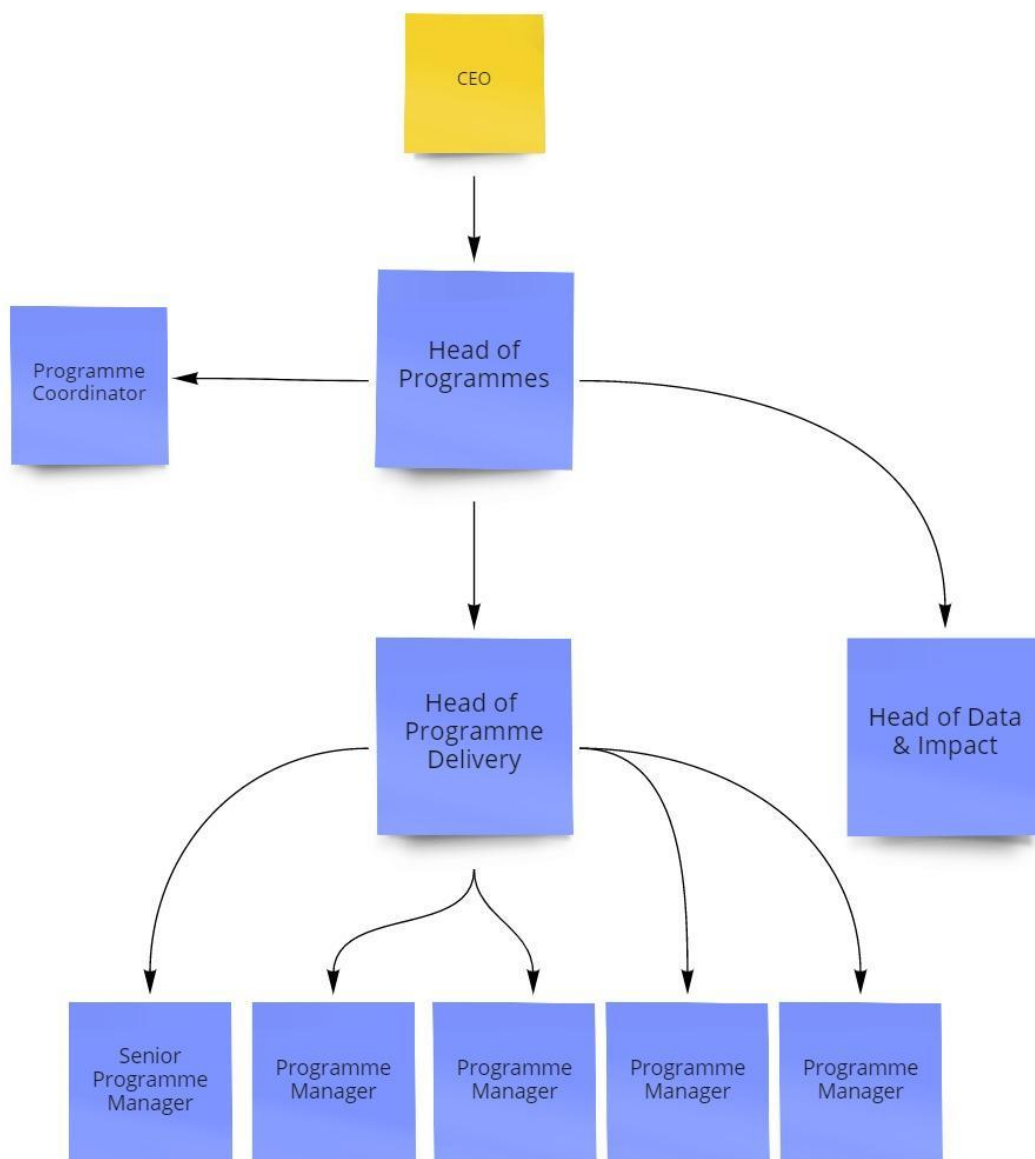 CEO
Head of
Programmes
Programme
Coordinator
Head of
Programme
Delivery
Head of Data
& Impact
Senior
Programme
Manager
Programme
Manager
Programme
Manager
Programme
Manager
Programme
Manager